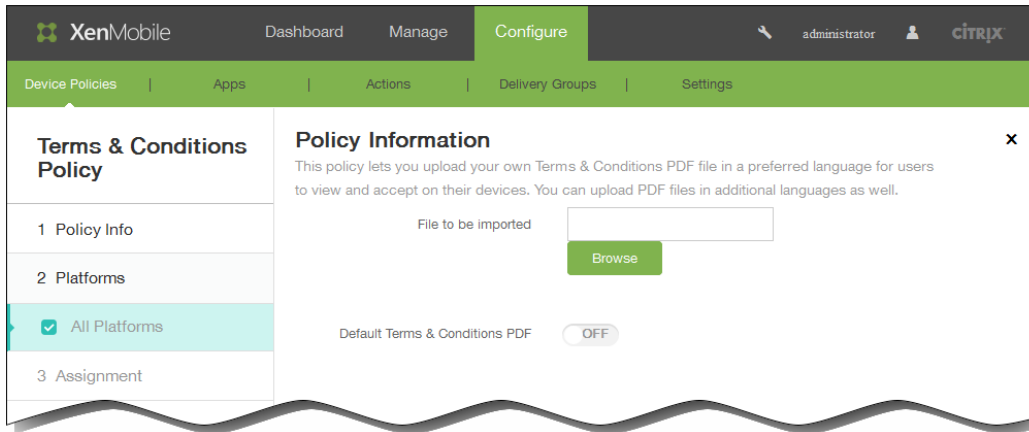 XenMobile Dashboard Manage Configure administrator CİTRIX
Device Policies | Apps | Actions | Delivery Groups | Settings
Terms & Conditions
Policy
1 Policy Info
2 Platforms
All Platforms
3 Assignment
Policy Information
This policy lets you upload your own Terms & Conditions PDF file in a preferred language for users
to view and accept on their devices. You can upload PDF files in additional languages as well.
File to be imported
Browse
Default Terms & Conditions PDF OFF